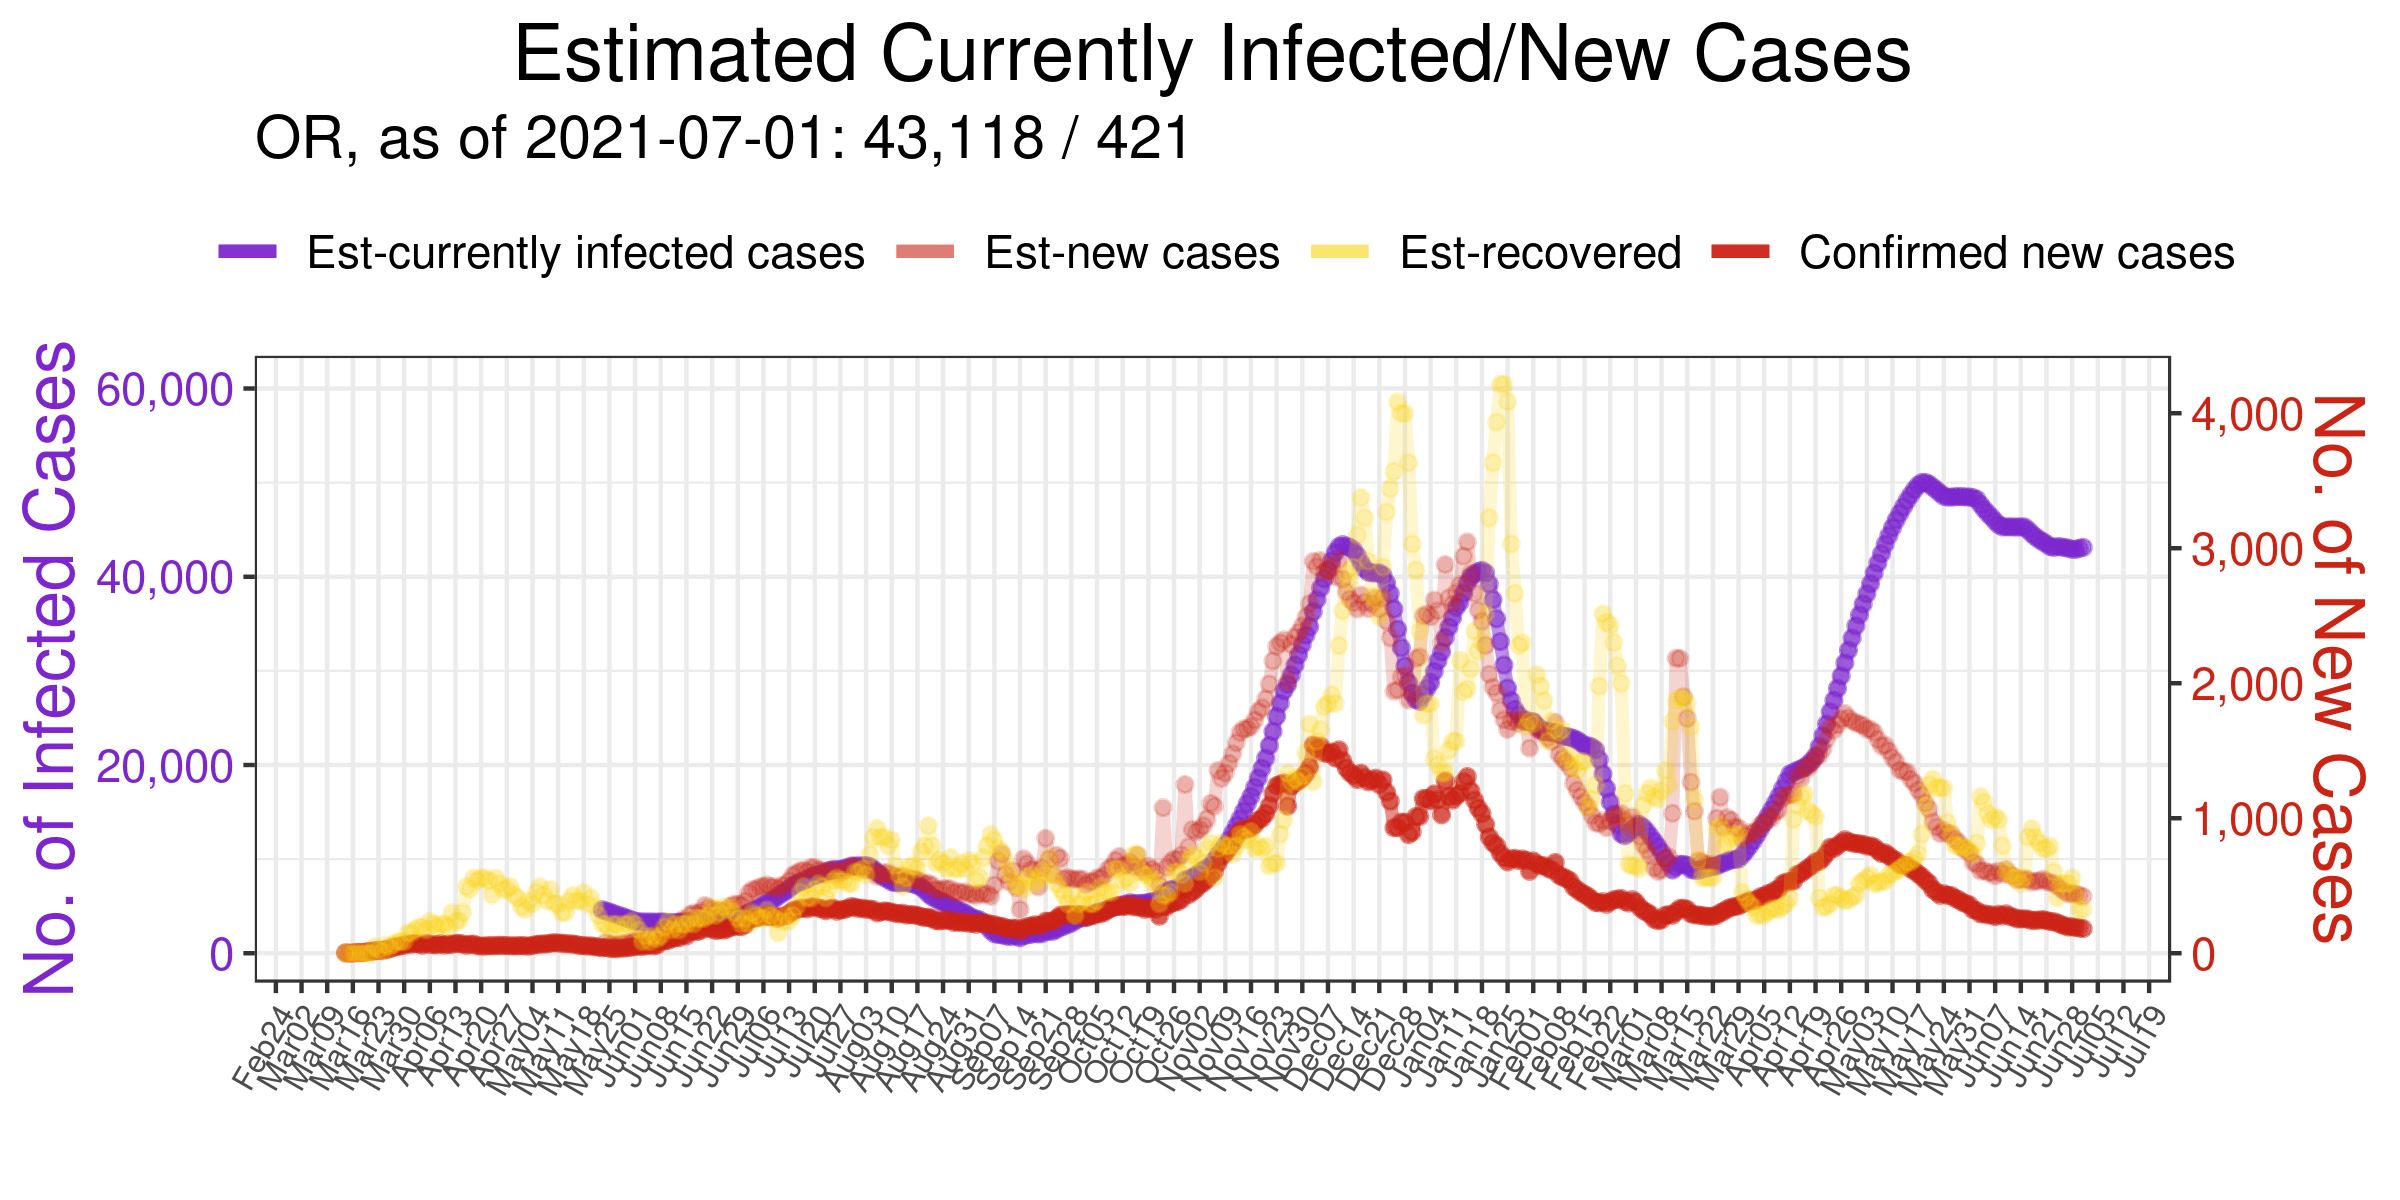 Estimated Currently Infected/New Cases
OR, as of 2021-07-01: 43,118 / 421
Est-currently infected cases
Est-new cases
Est-recovered
Confirmed new cases
No. of Infected Cases
60,000
40,000
20,000
0
4,000
3,000
2,000
1,000
0
No. of New Cases
Feb24
Mar02
Mar09
Mar16
Mar23
Mar30
Apr06
Apr13
Apr20
Apr27
May04
May11
May18
May25
Jun01
Jun08
Jun15
Jun22
Jun29
Jul06
Jul13
Jul20
Jul27
Aug03
Aug10
Aug17
Aug24
Aug31
Sep07
Sep14
Sep21
Sep28
Oct05
Oct12
Oct19
Oct26
Nov02
Nov09
Nov16
Nov23
Nov30
Dec07
Dec14
Dec21
Dec28
Jan04
Jan11
Jan18
Jan25
Feb01
Feb08
Feb15
Feb22
Mar01
Mar08
Mar15
Mar22
Mar29
Apr05
Apr12
Apr19
Apr26
May03
May10
May17
May24
May31
Jun07
Jun14
Jun21
Jun28
Jul05
Jul12
Jul19